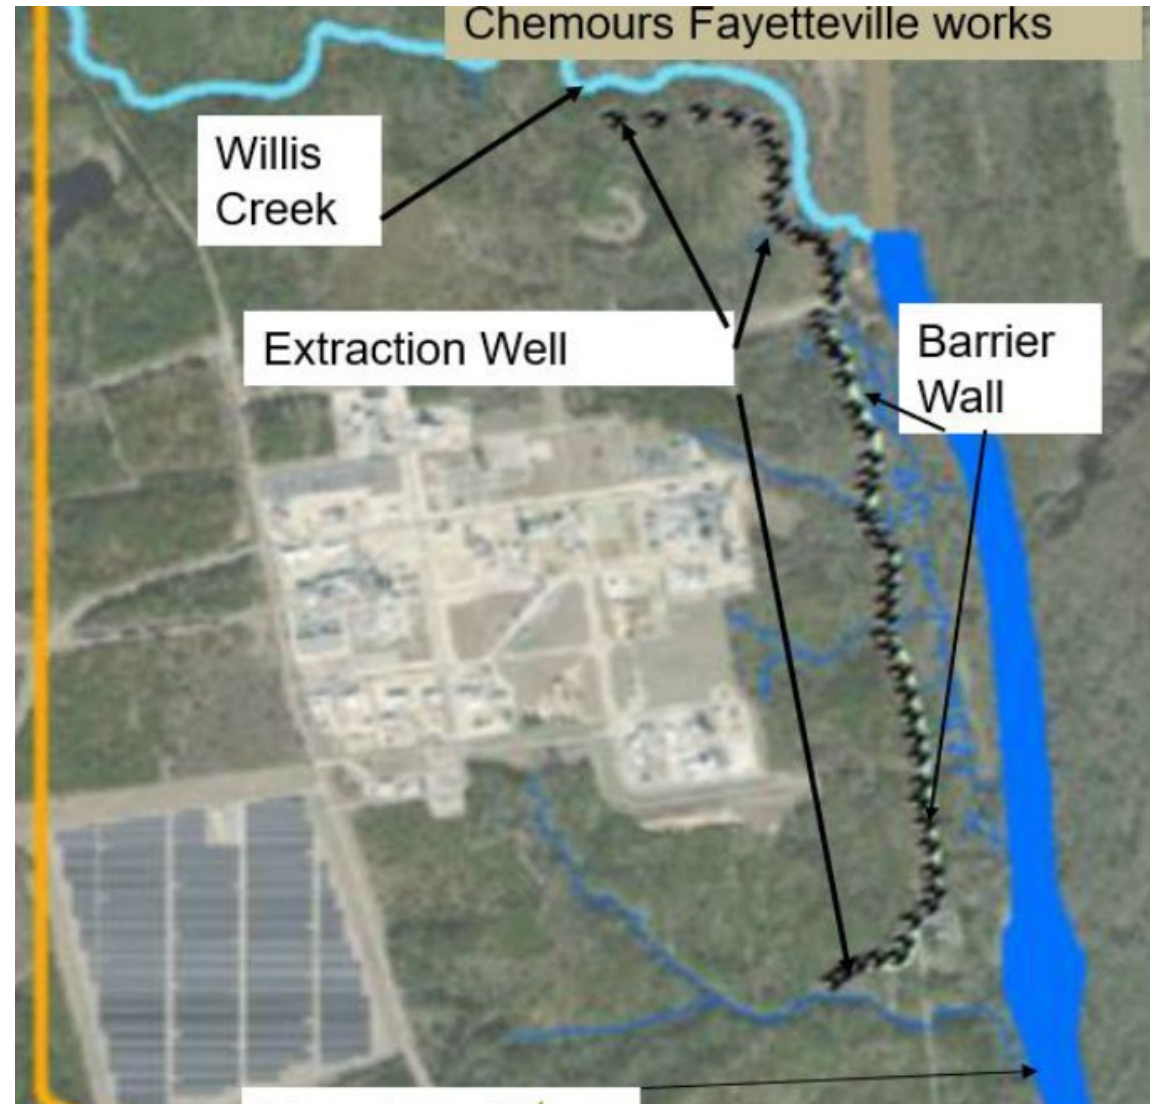 Chemours Fayetteville works
Willis
Creek
Extraction Well
Barrier
Wall